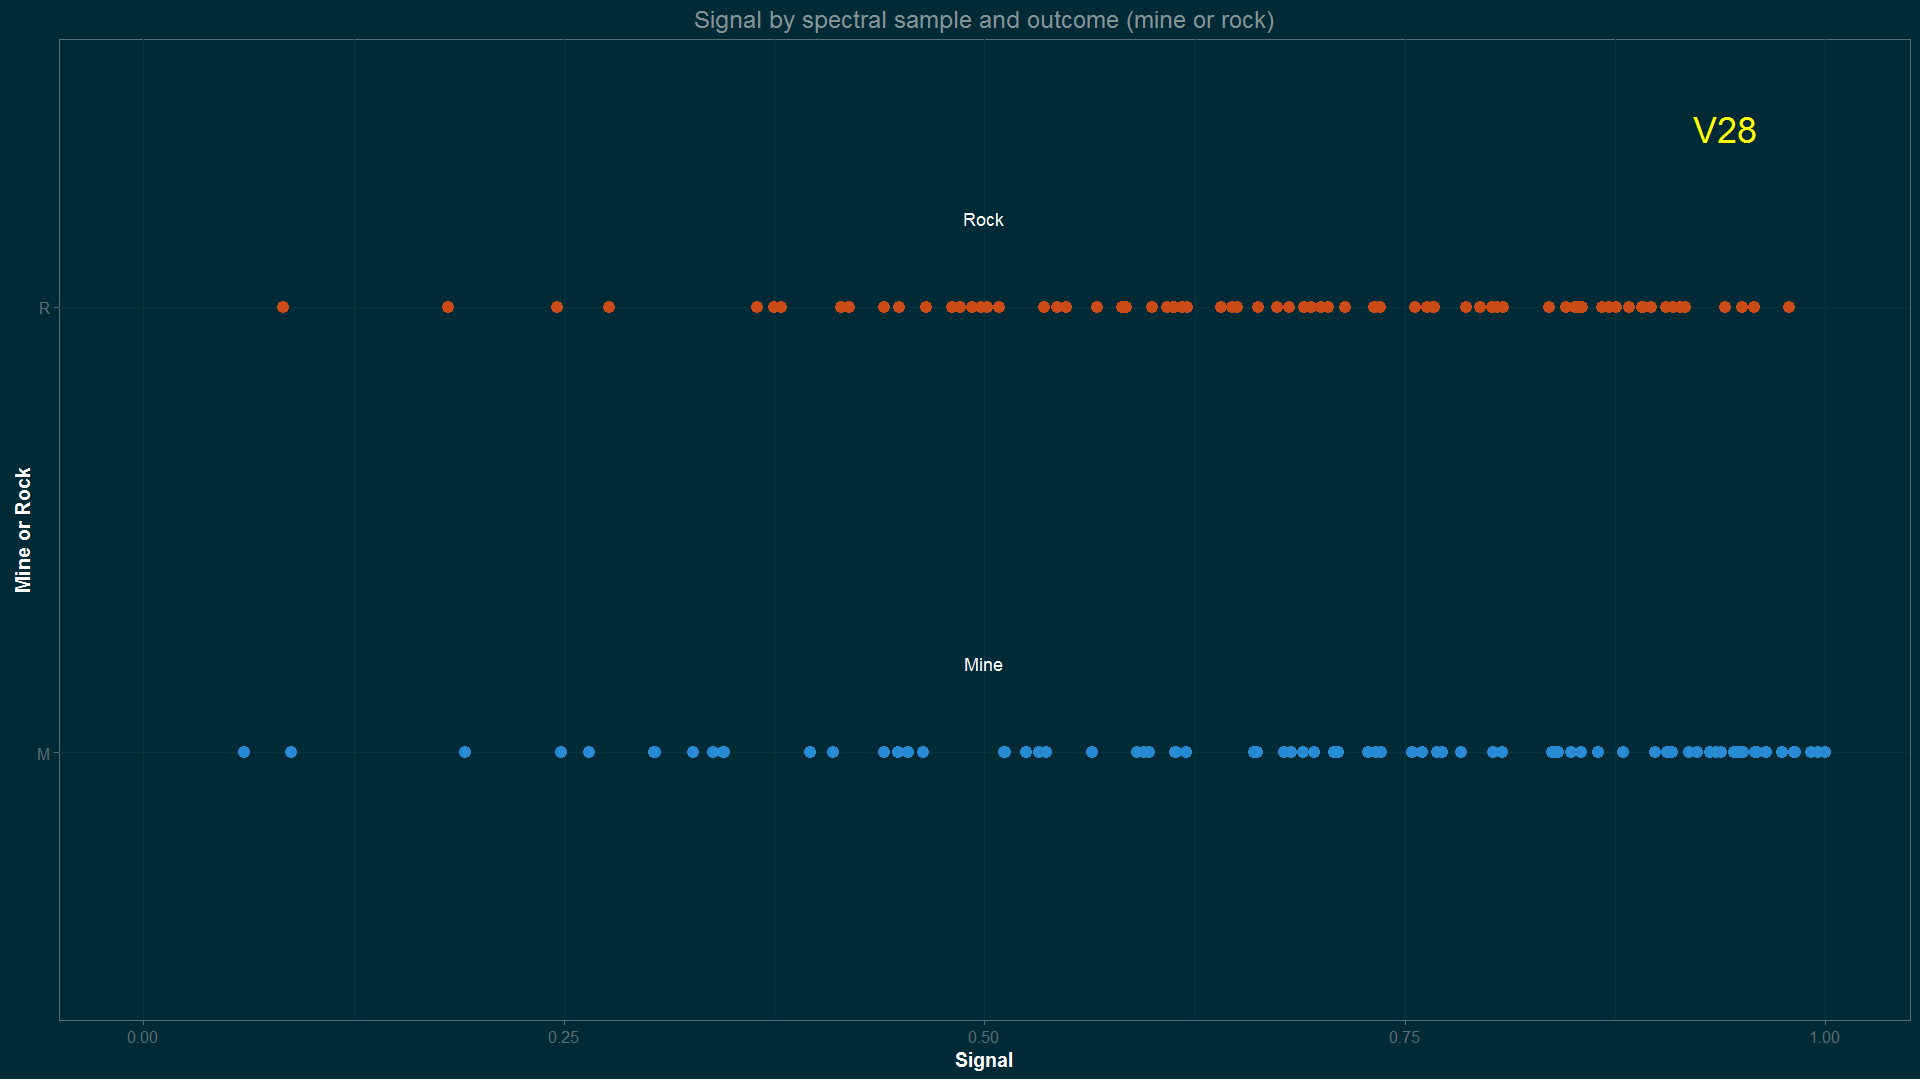 Signal by spectral sample and outcome (mine or rock)
V28
Rock
R
Mine or Rock
Mine
M
0.00 0.25 0.50 0.75 1.00
Signal